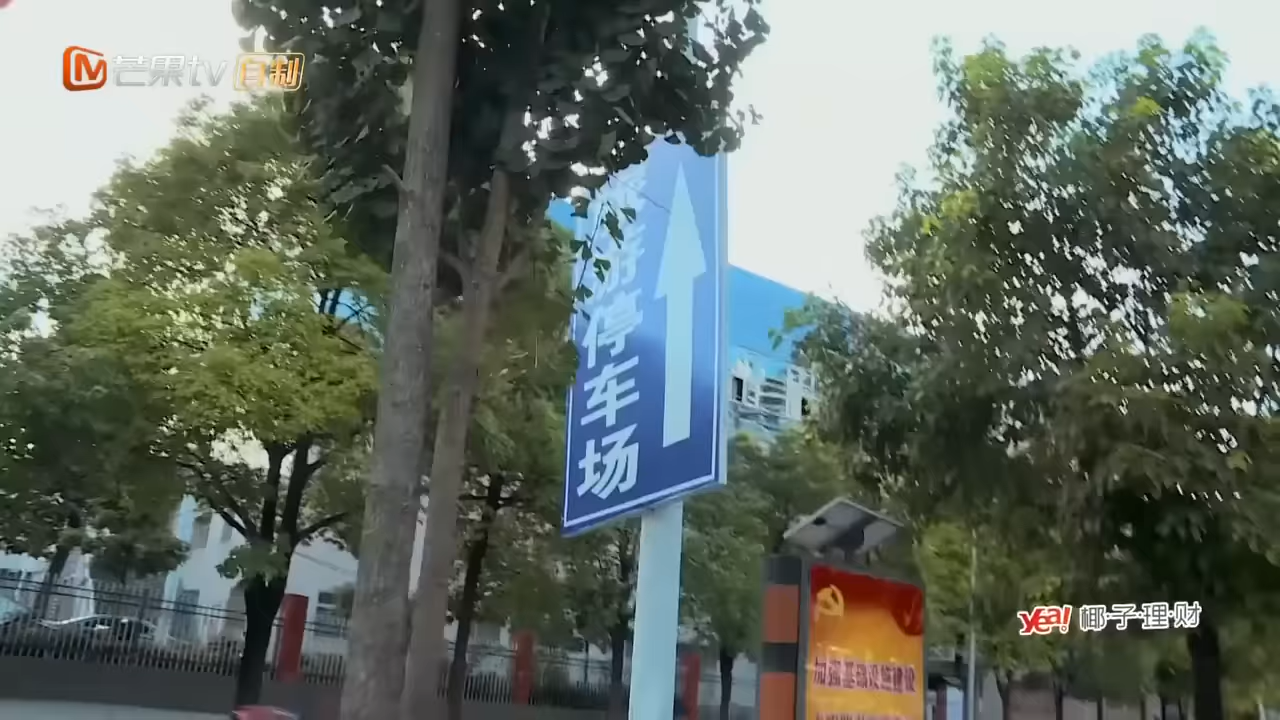 芒果tv 自制
游停车场
加强基础设施建设
yea! 椰·子·理·财